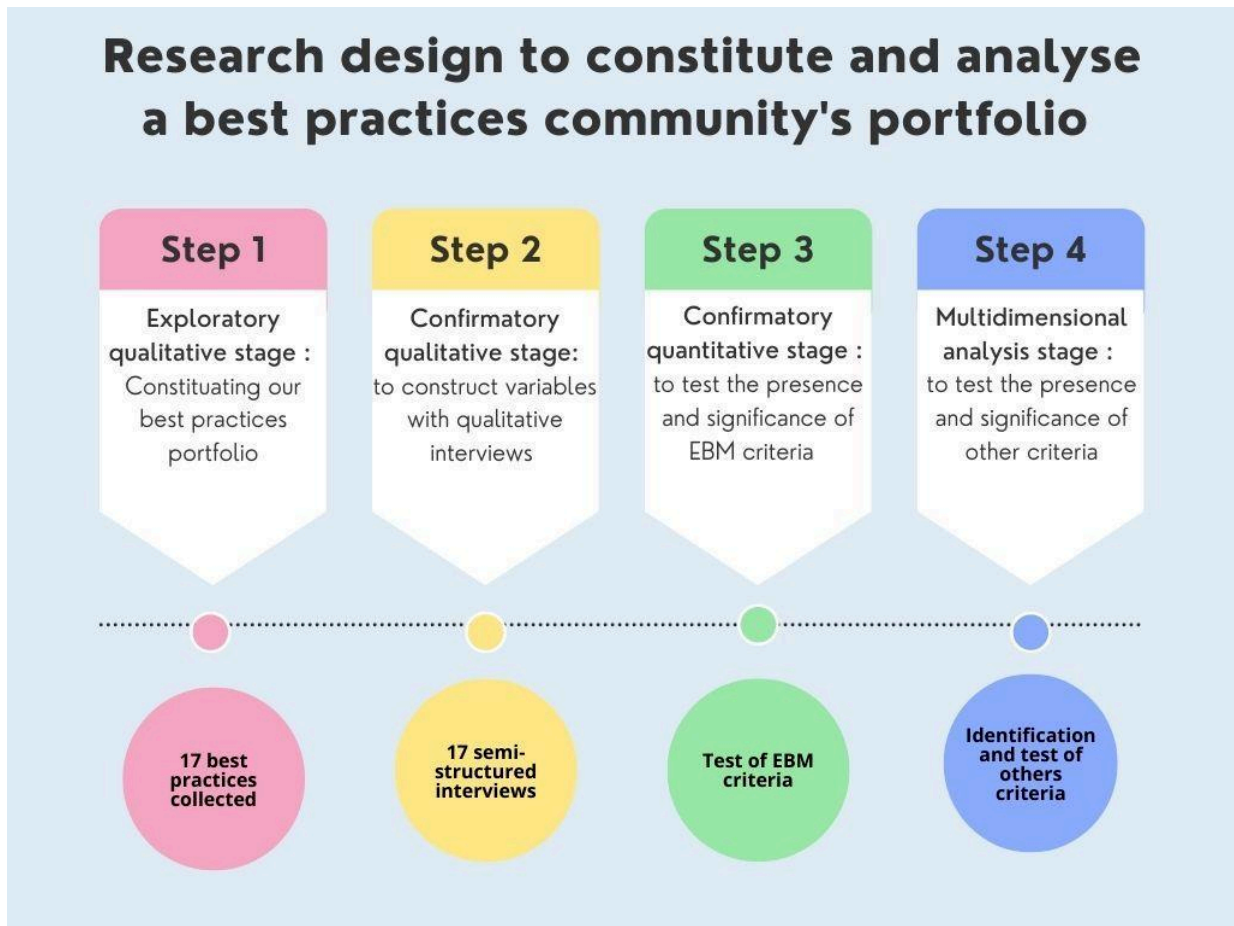 Research design to constitute and analyse
a best practices community's portfolio
Step 1
Exploratory
qualitative stage :
Constituating our
best practices
portfolio
Step 2
Confirmatory
qualitative stage:
to construct variables
with qualitative
interviews
Step 3
Confirmatory
quantitative stage :
to test the presence
and significance of
EBM criteria
Step 4
Multidimensional
analysis stage :
to test the presence
and significance of
other criteria
17 best
practices
collected
17 semi-
structured
interviews
Test of EBM
criteria
Identification
and test of
others
criteria